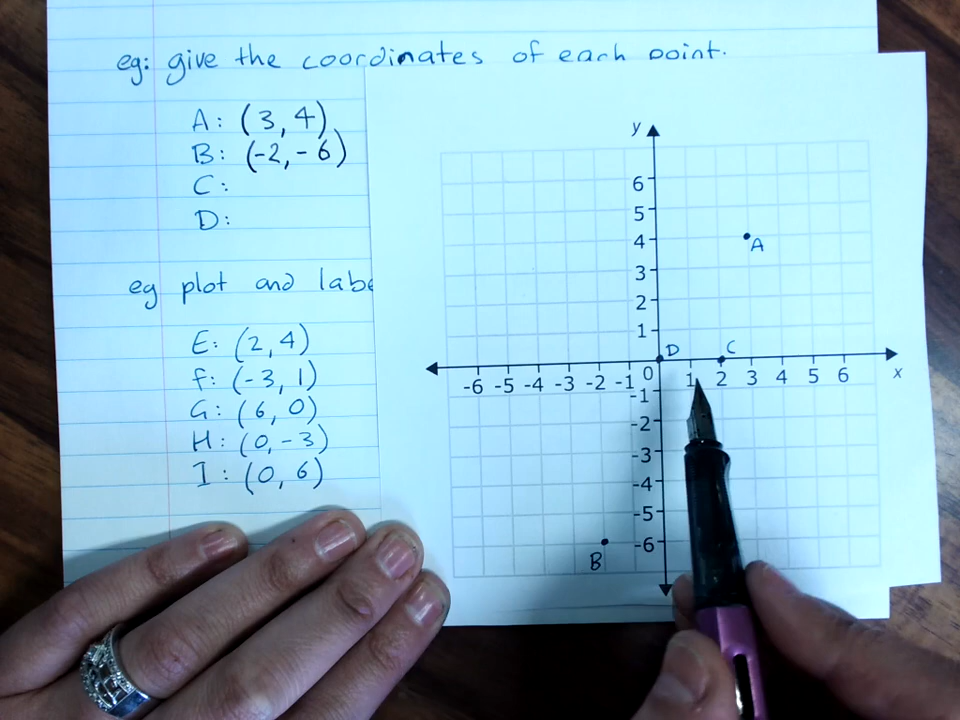 eg: give the coordinates of each point.
A: (3, 4)
B: (-2, -6)
C:
D:
eg plot and labe
E: (2, 4)
f: (-3, 1)
G: (6, 0)
H: (0, -3)
I: (0, 6)
y
6
5
4
A
3
2
1
D C
-6 -5 -4 -3 -2 -1 0 1 2 3 4 5 6 x
-1
-2
-3
-4
-5
-6
B